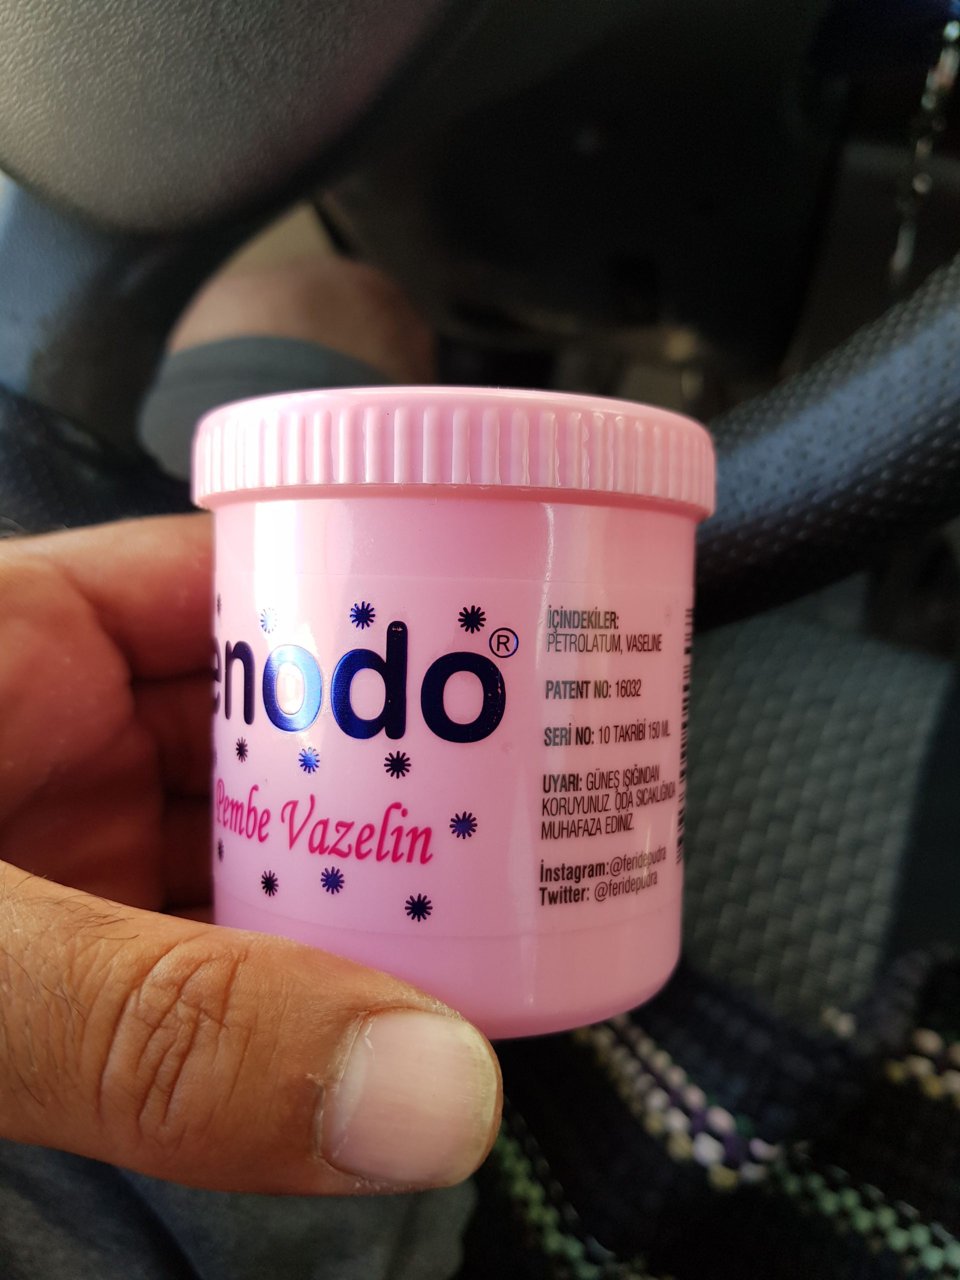 enodo®
Pembe Vazelin
İÇİNDEKİLER:
PETROLATUM, VASELINE
PATENT NO: 16032
SERİ NO: 10 TAKRİBİ 150 ML
UYARI: GÜNEŞ IŞIĞINDAN
KORUYUNUZ. ODA SICAKLIĞINDA
MUHAFAZA EDİNİZ.
İnstagram:@feridepudra
Twitter: @feridepudra